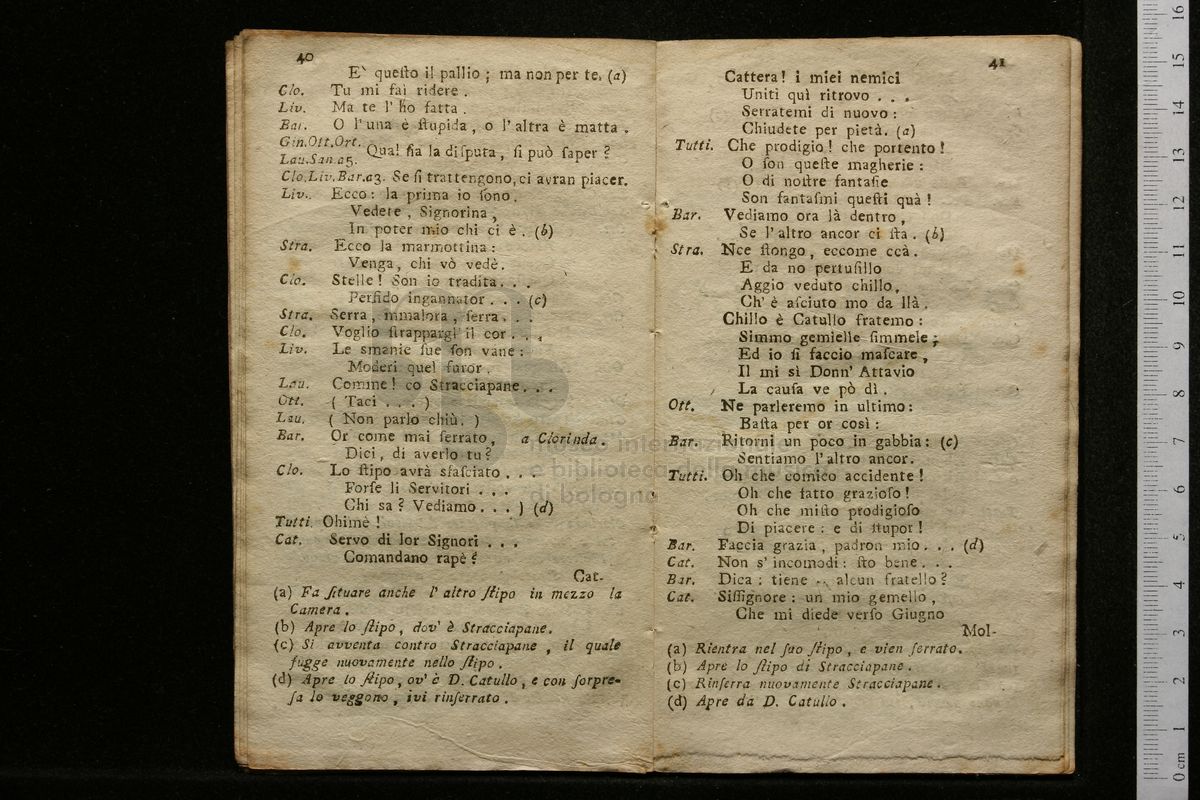 40
E` queſto il pallio ; ma non per te. (a)
Clo. Tu mi fai ridere .
Liv. Ma te l' ho fatta .
Bar. O l' una è ſtupida , o l' altra è matta .
Gin.Ott.Ort. Lau.San.a5. Qual ſia la diſputa , ſi può ſaper ?
Clo.Liv.Bar.a3. Se ſi trattengono, ci avran piacer.
Liv. Ecco : la prima io ſono .
Vedete , Signorina ,
In poter mio chi ci è . (b)
Stra. Ecco la marmottina :
Venga , chi vò vedè .
Clo. Stelle ! Son io tradita . . .
Perfido ingannator . . . (c)
Stra. Serra , mmalora , ſerra . . .
Clo. Voglio ſtrappargl' il cor . . .
Liv. Le smanie ſue ſon vane :
Moderi quel furor .
Lau. Comme ! co Stracciapane . . .
Ott. ( Taci . . . )
Lau. ( Non parlo chiù . )
Bar. Or come mai ſerrato , a Clorinda .
Dici , di averlo tu ?
Clo. Lo ſtipo avrà sfaſciato . . .
Forſe li Servitori . . .
Chi sa ? Vediamo . . . ) (d)
Tutti. Ohimè !
Cat. Servo di lor Signori . . .
Comandano rapè ?
Cat-
(a) Fa ſituare anche l' altro ſtipo in mezzo la
Camera .
(b) Apre lo ſtipo , dov' è Stracciapane .
(c) Si avventa contro Stracciapane , il quale
fugge nuovamente nello ſtipo .
(d) Apre lo ſtipo , ov' è D. Catullo , e con ſorpre-
ſa lo veggono , ivi rinſerrato .
41
Cattera ! i miei nemici
Uniti quì ritrovo . . .
Serratemi di nuovo :
Chiudete per pietà . (a)
Tutti. Che prodigio ! che portento !
O ſon queſte magherie :
O di noſtre fantaſie
Son fantaſmi queſti quà !
Bar. Vediamo ora là dentro ,
Se l' altro ancor ci ſta . (b)
Stra. Nce ſtongo , eccome ccà .
E da no pertuſillo
Aggio veduto chillo ,
Ch' è aſciuto mo da llà .
Chillo è Catullo fratemo :
Simmo gemielle ſimmele ;
Ed io ſi faccio maſcare ,
Il mi sì Donn' Attavio
La cauſa ve pò dì .
Ott. Ne parleremo in ultimo :
Baſta per or così :
Bar. Ritorni un poco in gabbia : (c)
Sentiamo l' altro ancor .
Tutti. Oh che comico accidente !
Oh che fatto grazioſo !
Oh che miſto prodigioſo
Di piacere : e di ſtupor !
Bar. Faccia grazia , padron mio . . . (d)
Cat. Non s' incomodi : ſto bene . . .
Bar. Dica : tiene . . alcun fratello ?
Cat. Siſſignore : un mio gemello ,
Che mi diede verſo Giugno
Mol-
(a) Rientra nel ſuo ſtipo , e vien ſerrato .
(b) Apre lo ſtipo di Stracciapane .
(c) Rinſerra nuovamente Stracciapane .
(d) Apre da D. Catullo .